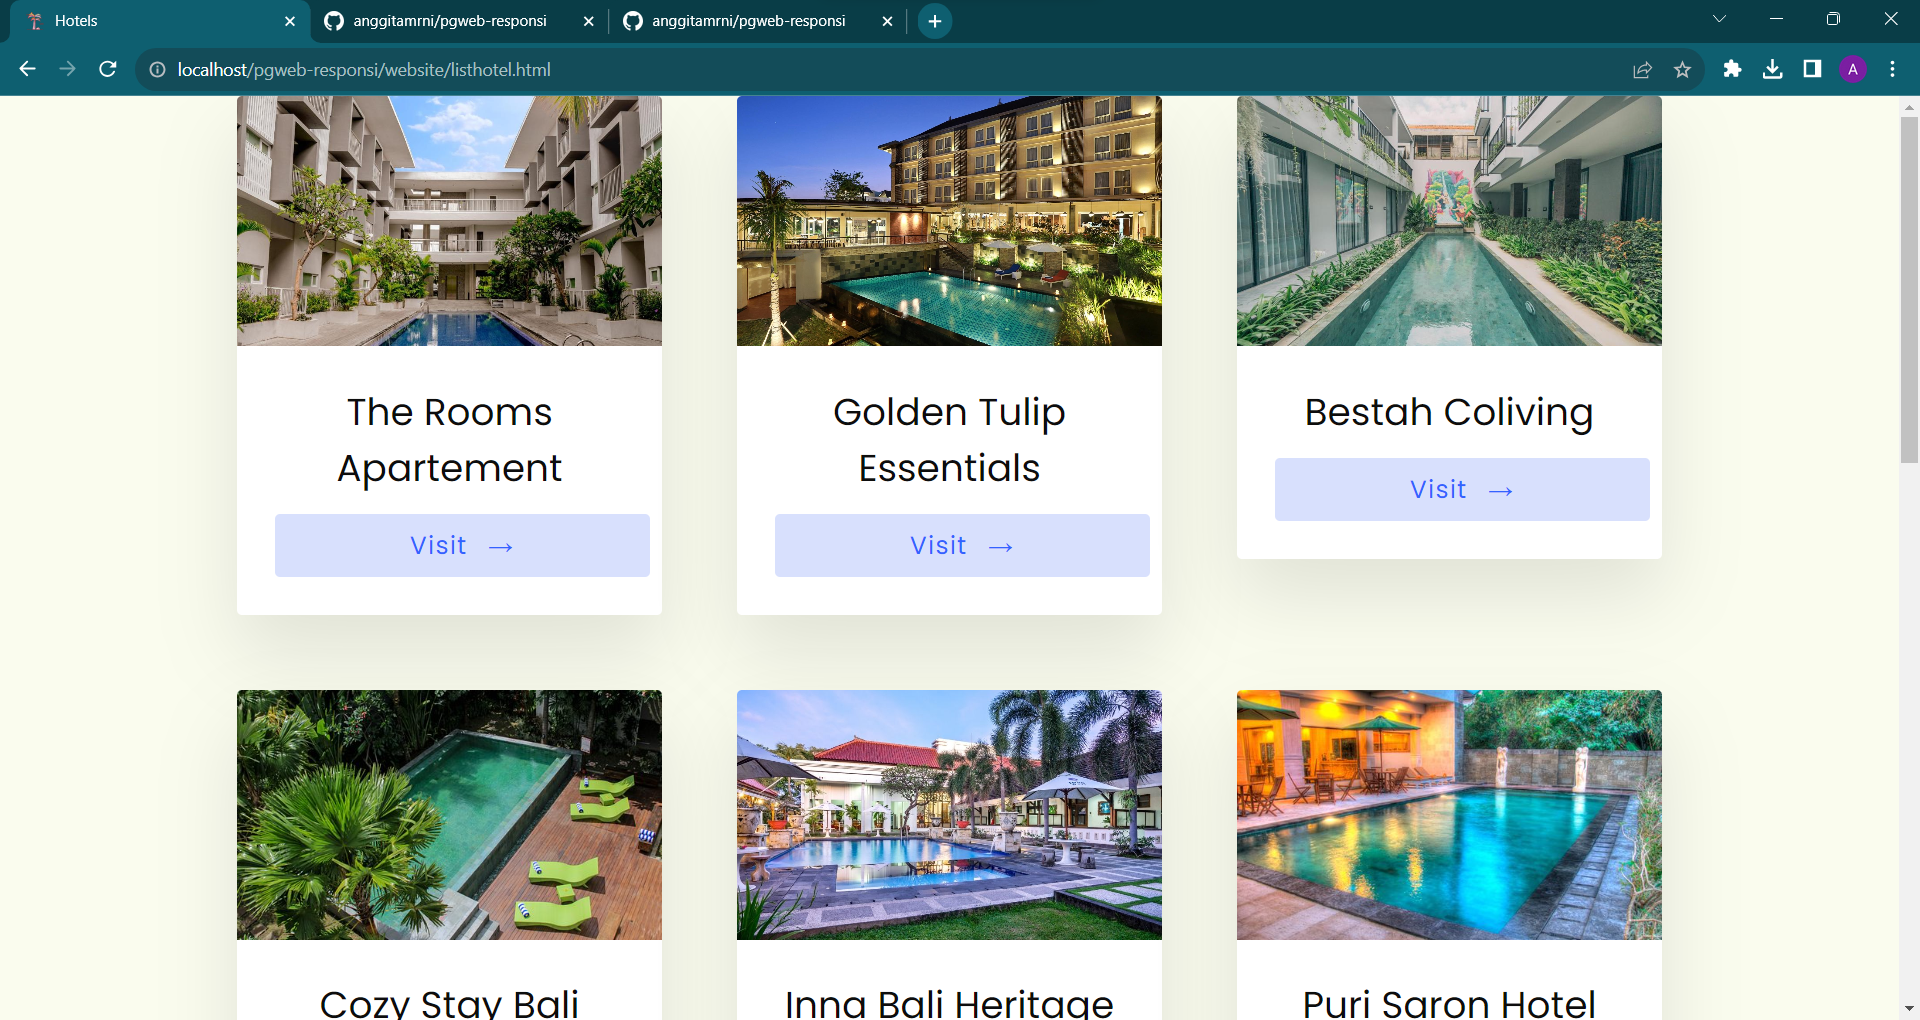 Hotels
anggitamrni/pgweb-responsi
anggitamrni/pgweb-responsi
localhost/pgweb-responsi/website/listhotel.html
A
The Rooms
Apartement
Visit →
Golden Tulip
Essentials
Visit →
Bestah Coliving
Visit →
Cozy Stay Bali
Inna Bali Heritage
Puri Saron Hotel